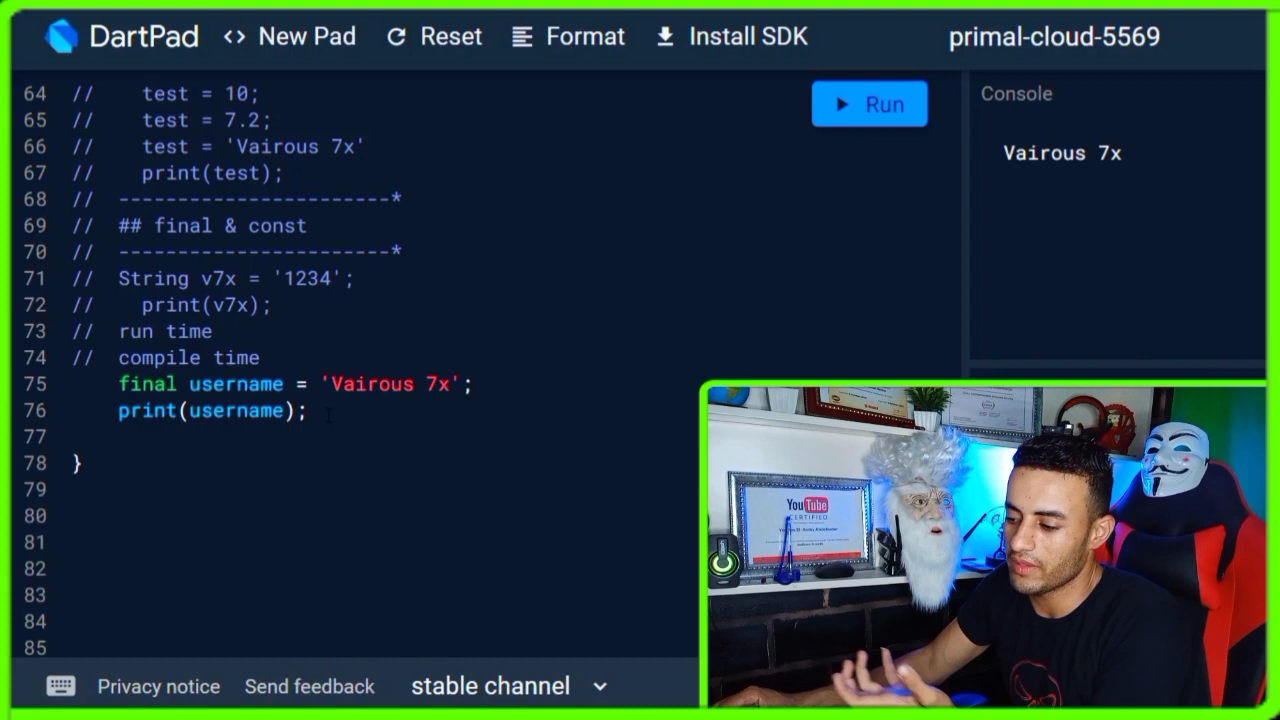 DartPad <> New Pad Reset Format Install SDK primal-cloud-5569
64 //    test = 10;
65 //    test = 7.2;
66 //    test = 'Vairous 7x'
67 //    print(test);
68 //  -----------------------*
69 //  ## final & const
70 //  -----------------------*
71 //  String v7x = '1234';
72 //    print(v7x);
73 //  run time
74 //  compile time
75    final username = 'Vairous 7x';
76    print(username);
77
78 }
79
80
81
82
83
84
85
Run
Console
Vairous 7x
YouTube
CERTIFIED
Privacy notice Send feedback stable channel